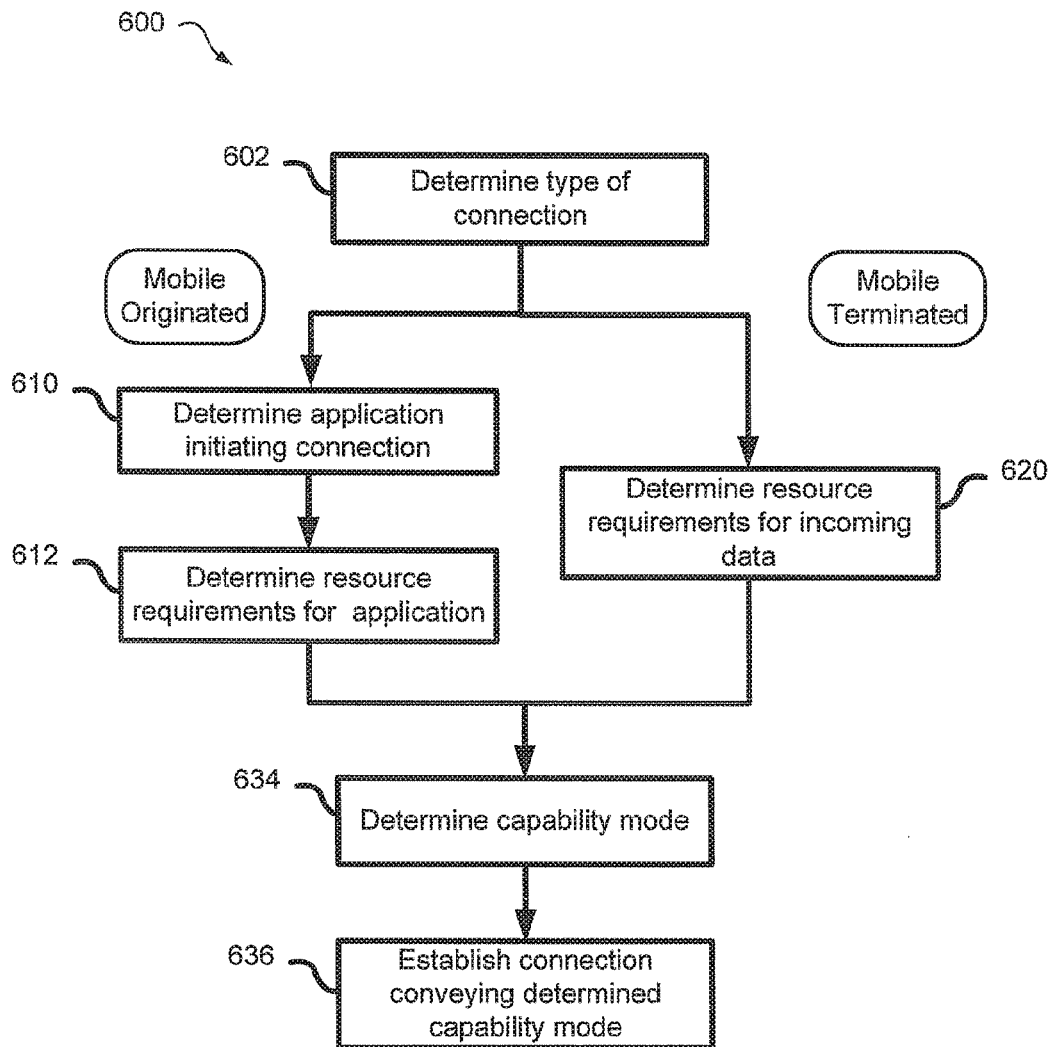 600
602
Determine type of
connection
Mobile
Originated
Mobile
Terminated
610
Determine application
initiating connection
620
Determine resource
requirements for incoming
data
612
Determine resource
requirements for application
634
Determine capability mode
636
Establish connection
conveying determined
capability mode